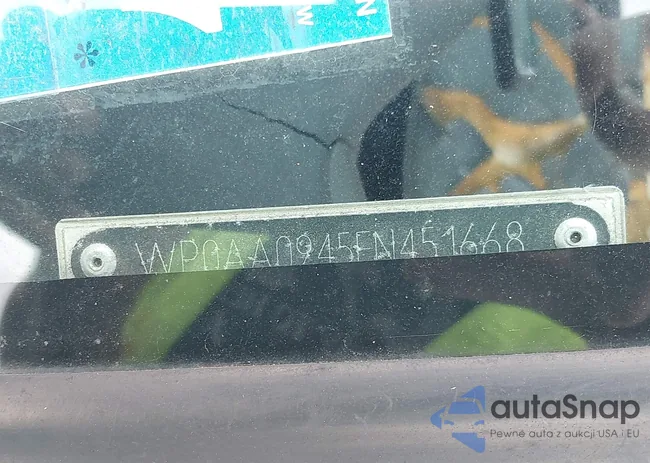 N
W
*
WP0AA0945FN451668
autaSnap
Pewne auta z aukcji USA i EU